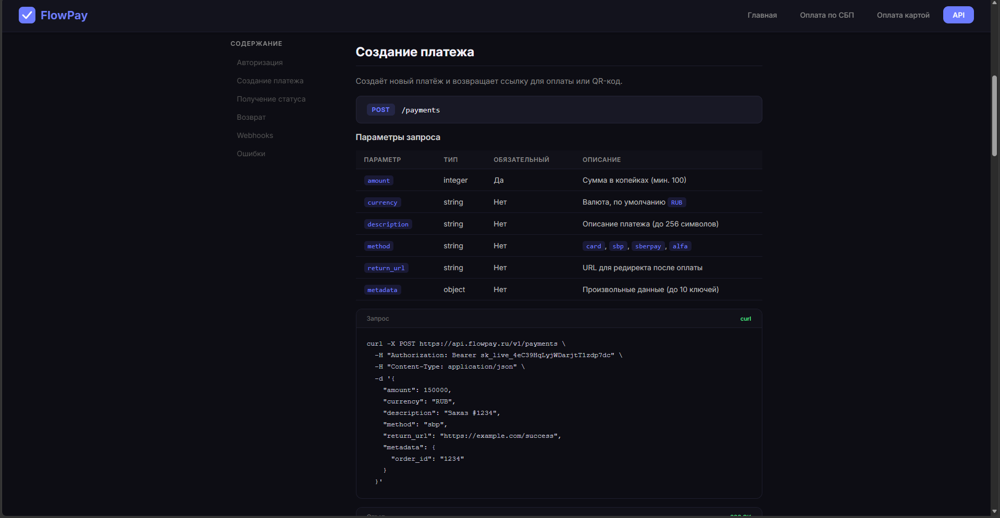 FlowPay
Главная
Оплата по СБП
Оплата картой
API
СОДЕРЖАНИЕ
Авторизация
Создание платежа
Получение статуса
Возврат
Webhooks
Ошибки
Создание платежа
Создаёт новый платёж и возвращает ссылку для оплаты или QR-код.
POST /payments
Параметры запроса
ПАРАМЕТР ТИП ОБЯЗАТЕЛЬНЫЙ ОПИСАНИЕ
amount integer Да Сумма в копейках (мин. 100)
currency string Нет Валюта, по умолчанию RUB
description string Нет Описание платежа (до 256 символов)
method string Нет card, sbp, sberpay, alfa
return_url string Нет URL для редиректа после оплаты
metadata object Нет Произвольные данные (до 10 ключей)
Запрос curl
curl -X POST https://api.flowpay.ru/v1/payments \
-H "Authorization: Bearer sk_live_4eC39HqLyjWDarjtT1zdp7dc" \
-H "Content-Type: application/json" \
-d '{
"amount": 150000,
"currency": "RUB",
"description": "Заказ #1234",
"method": "sbp",
"return_url": "https://example.com/success",
"metadata": {
"order_id": "1234"
}
}'